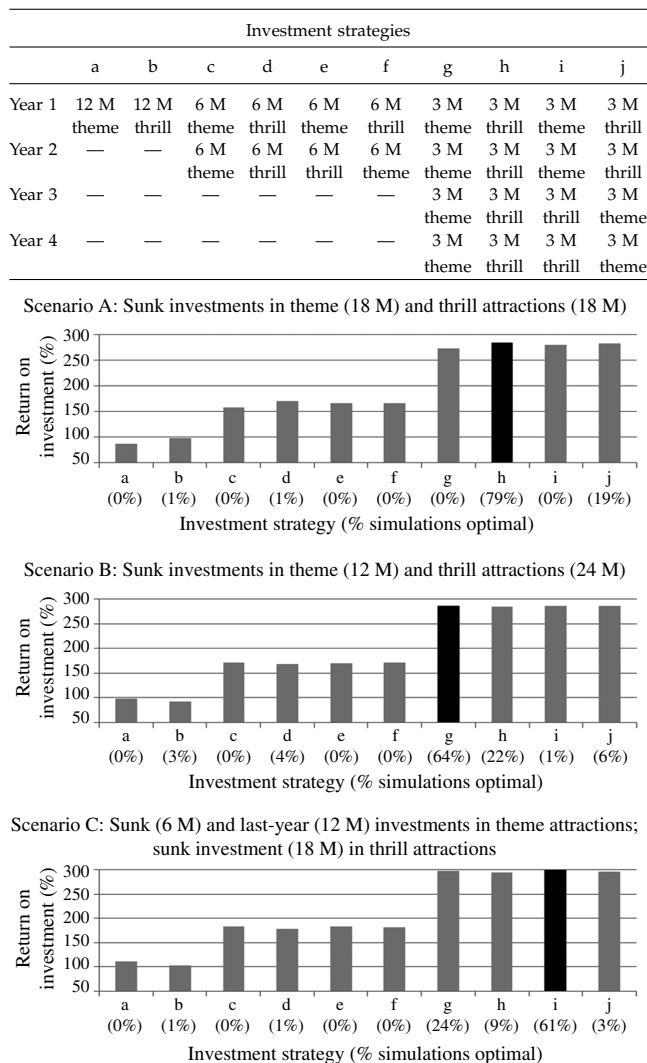 Investment strategies
a b c d e f g h i j
Year 1 12 M 12 M 6 M 6 M 6 M 6 M 3 M 3 M 3 M 3 M
theme thrill theme thrill theme thrill theme thrill theme thrill
Year 2 — — 6 M 6 M 6 M 6 M 3 M 3 M 3 M 3 M
theme thrill thrill theme theme thrill theme thrill
Year 3 — — — — — — 3 M 3 M 3 M 3 M
theme thrill thrill theme
Year 4 — — — — — — 3 M 3 M 3 M 3 M
theme thrill thrill theme
Scenario A: Sunk investments in theme (18 M) and thrill attractions (18 M)
Return on
investment (%)
300
250
200
150
100
50
a b c d e f g h i j
(0%) (1%) (0%) (1%) (0%) (0%) (0%) (79%) (0%) (19%)
Investment strategy (% simulations optimal)
Scenario B: Sunk investments in theme (12 M) and thrill attractions (24 M)
Return on
investment (%)
300
250
200
150
100
50
a b c d e f g h i j
(0%) (3%) (0%) (4%) (0%) (0%) (64%) (22%) (1%) (6%)
Investment strategy (% simulations optimal)
Scenario C: Sunk (6 M) and last-year (12 M) investments in theme attractions;
sunk investment (18 M) in thrill attractions
Return on
investment (%)
300
250
200
150
100
50
a b c d e f g h i j
(0%) (1%) (0%) (1%) (0%) (0%) (24%) (9%) (61%) (3%)
Investment strategy (% simulations optimal)